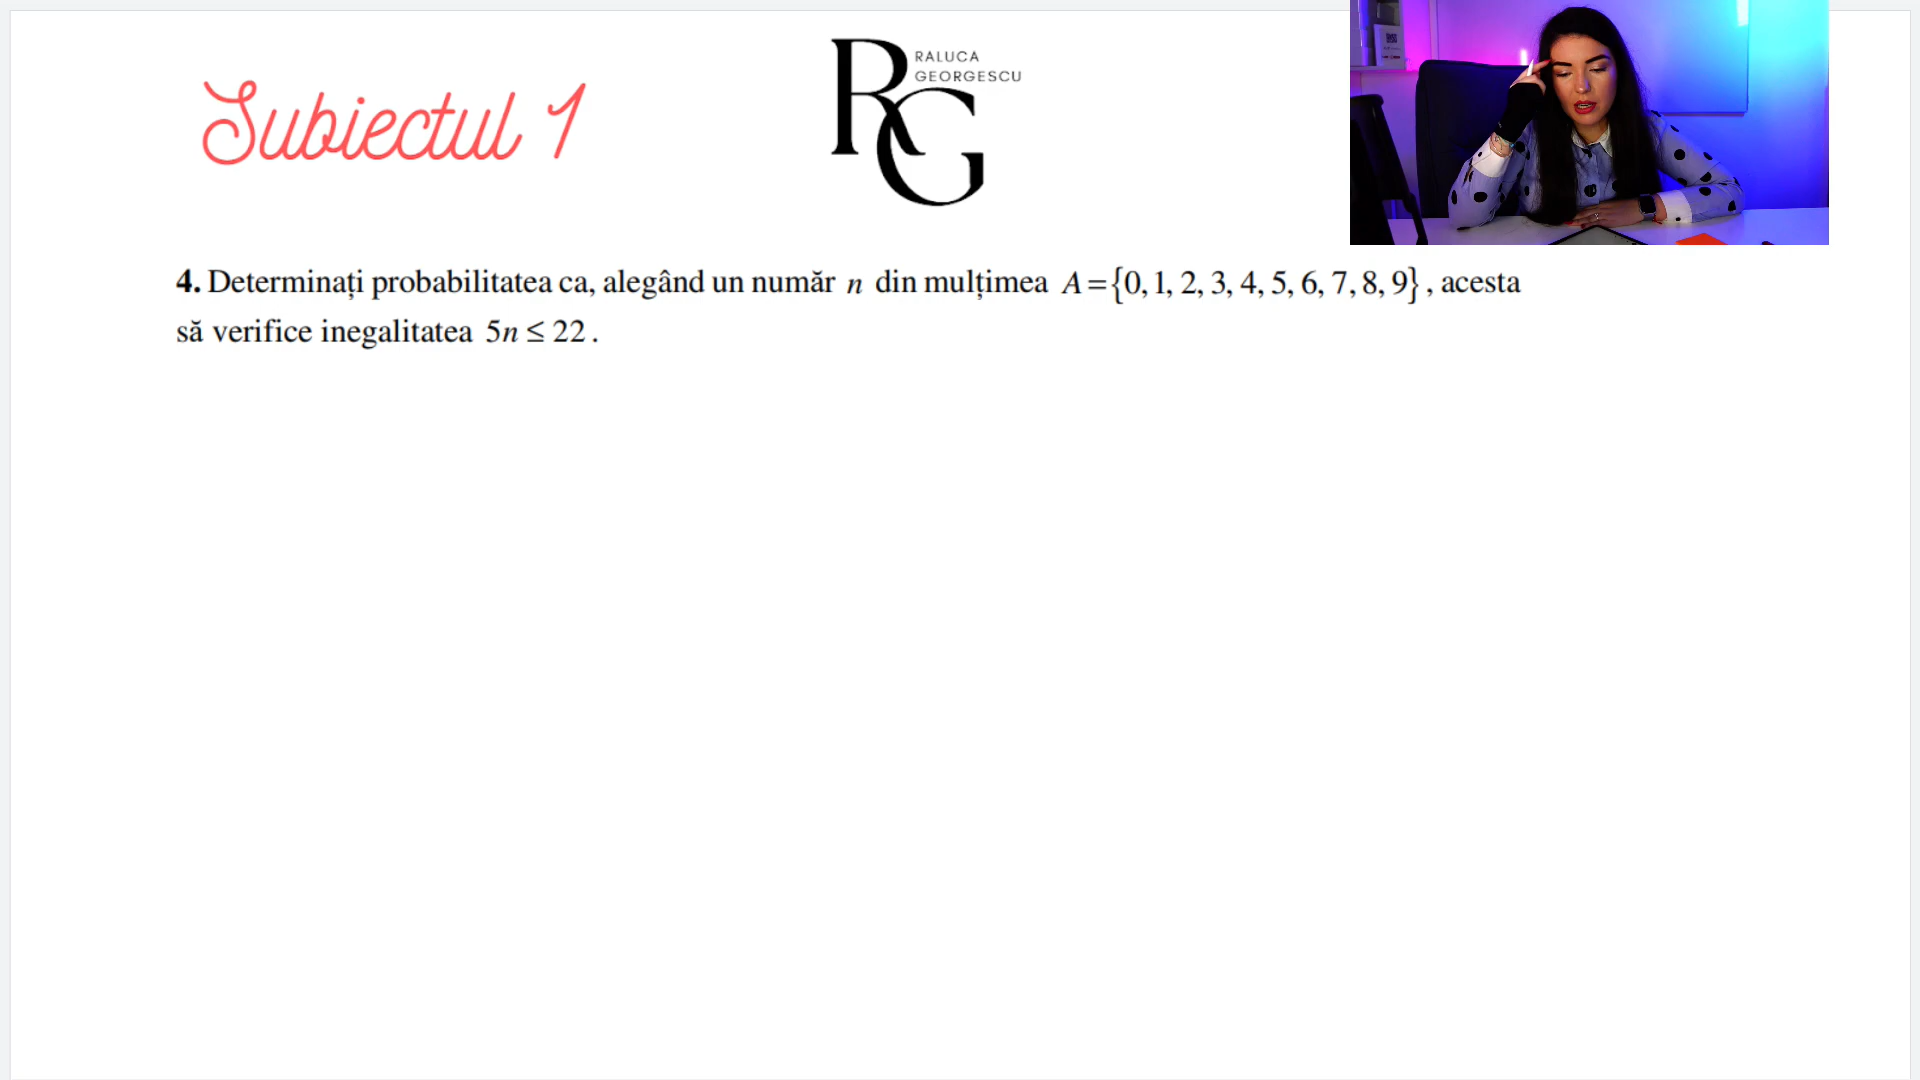 Subiectul 1
RG
RALUCA
GEORGESCU
4. Determinați probabilitatea ca, alegând un număr n din mulțimea A = {0, 1, 2, 3, 4, 5, 6, 7, 8, 9} , acesta
să verifice inegalitatea 5n ≤ 22 .